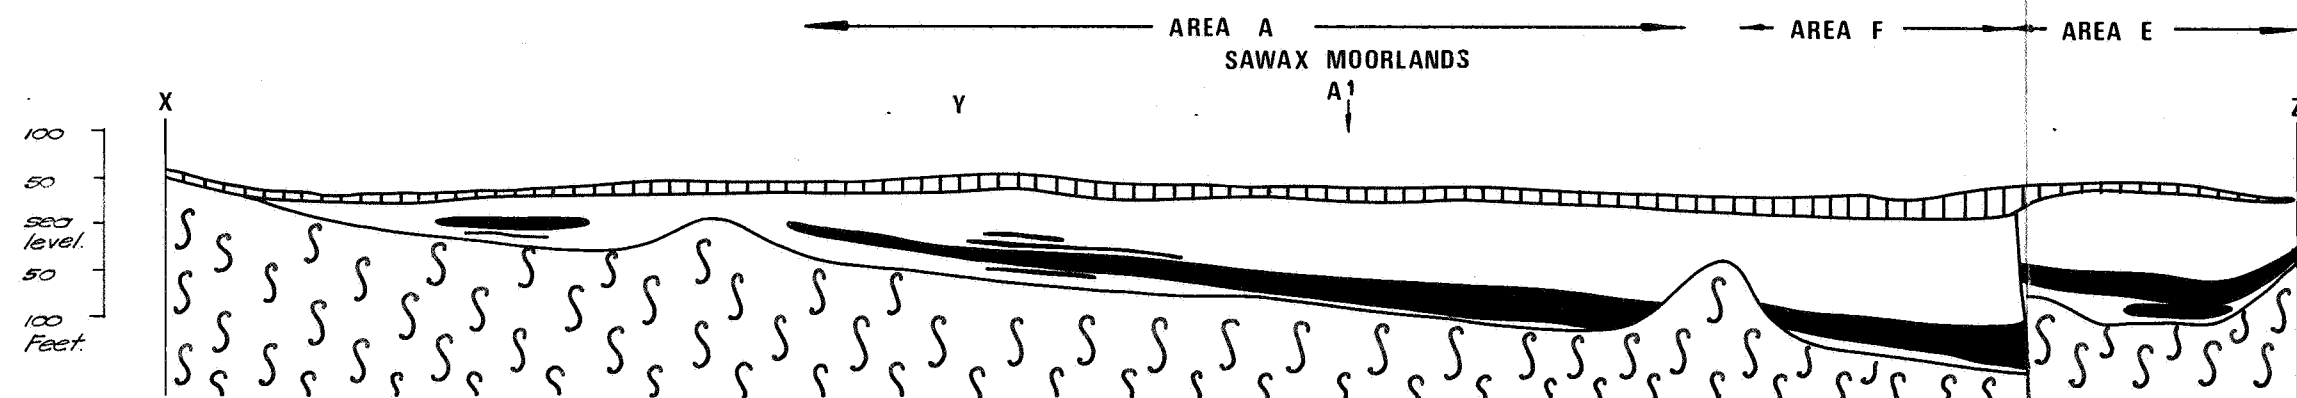 AREA A
AREA F
AREA E
SAWAX MOORLANDS
A1
X
Y
Z
100
50
sea
level.
50
100
Feet.